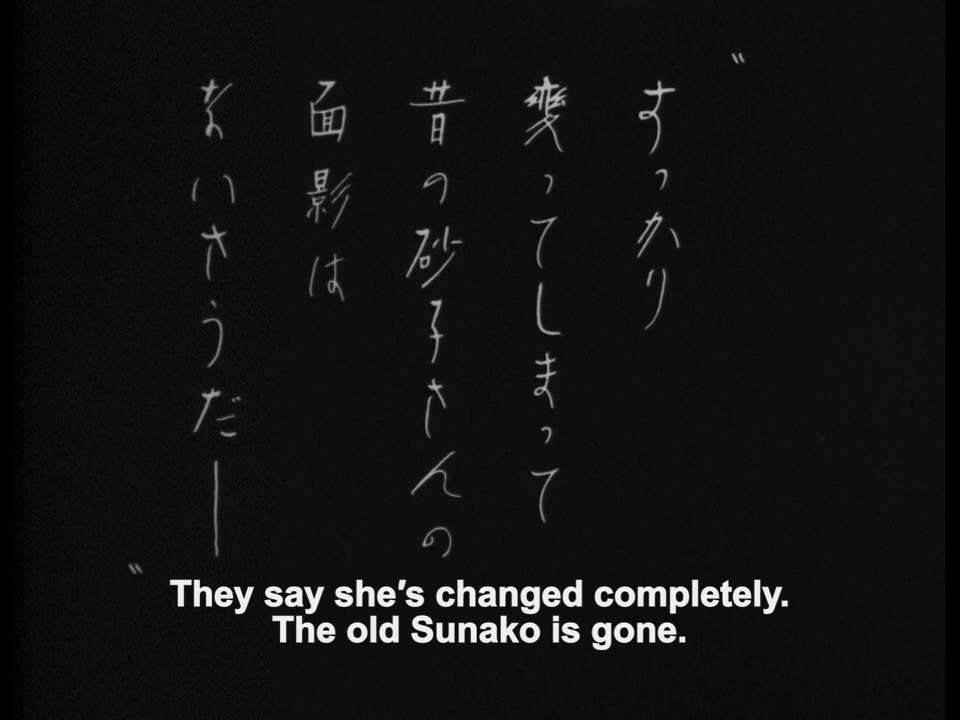 〝すっかり
変ってしまって
昔の砂子さんの
面影は
ないさうだー〟
They say she's changed completely.
The old Sunako is gone.